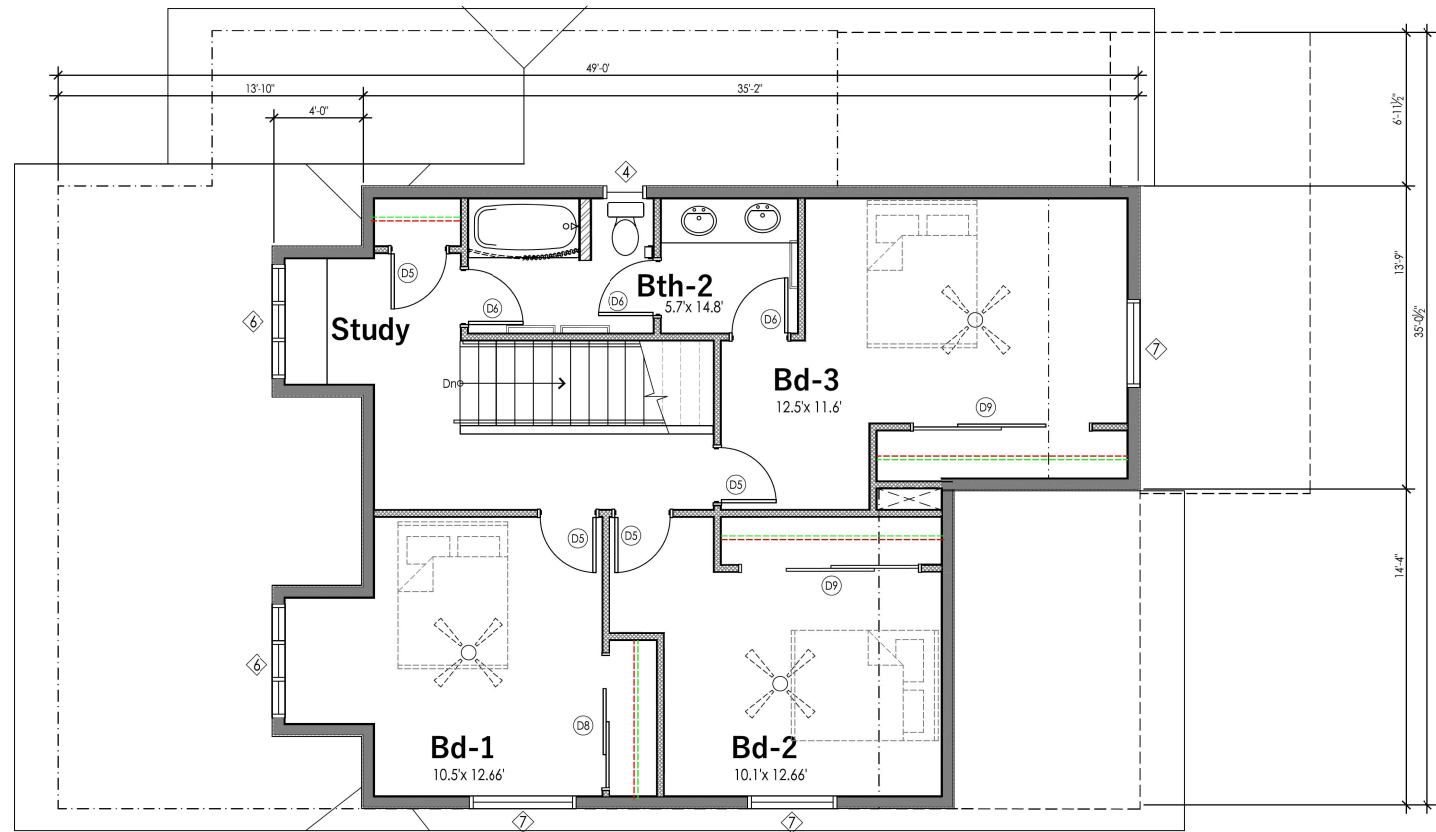 49'-0'
13'-10"
35'-2"
4'-0"
6'-11½"
4
D5
D6
D6
Bth-2
5.7'x 14.8'
D6
13'-9"
6
Study
35'-0½"
7
Dn
Bd-3
12.5'x 11.6'
D9
D5
D5
D5
D9
14'-4"
6
D8
Bd-1
10.5'x 12.66'
Bd-2
10.1'x 12.66'
7
7